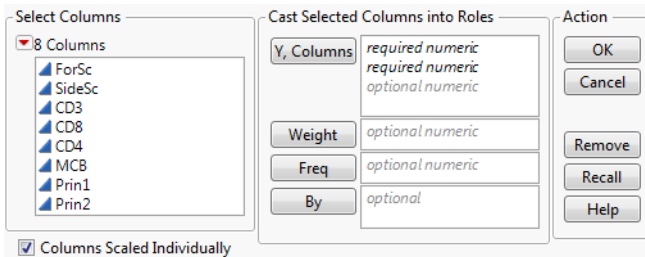 Select Columns
8 Columns
ForSc
SideSc
CD3
CD8
CD4
MCB
Prin1
Prin2
Columns Scaled Individually
Cast Selected Columns into Roles
Y, Columns
required numeric
required numeric
optional numeric
Weight
optional numeric
Freq
optional numeric
By
optional
Action
OK
Cancel
Remove
Recall
Help